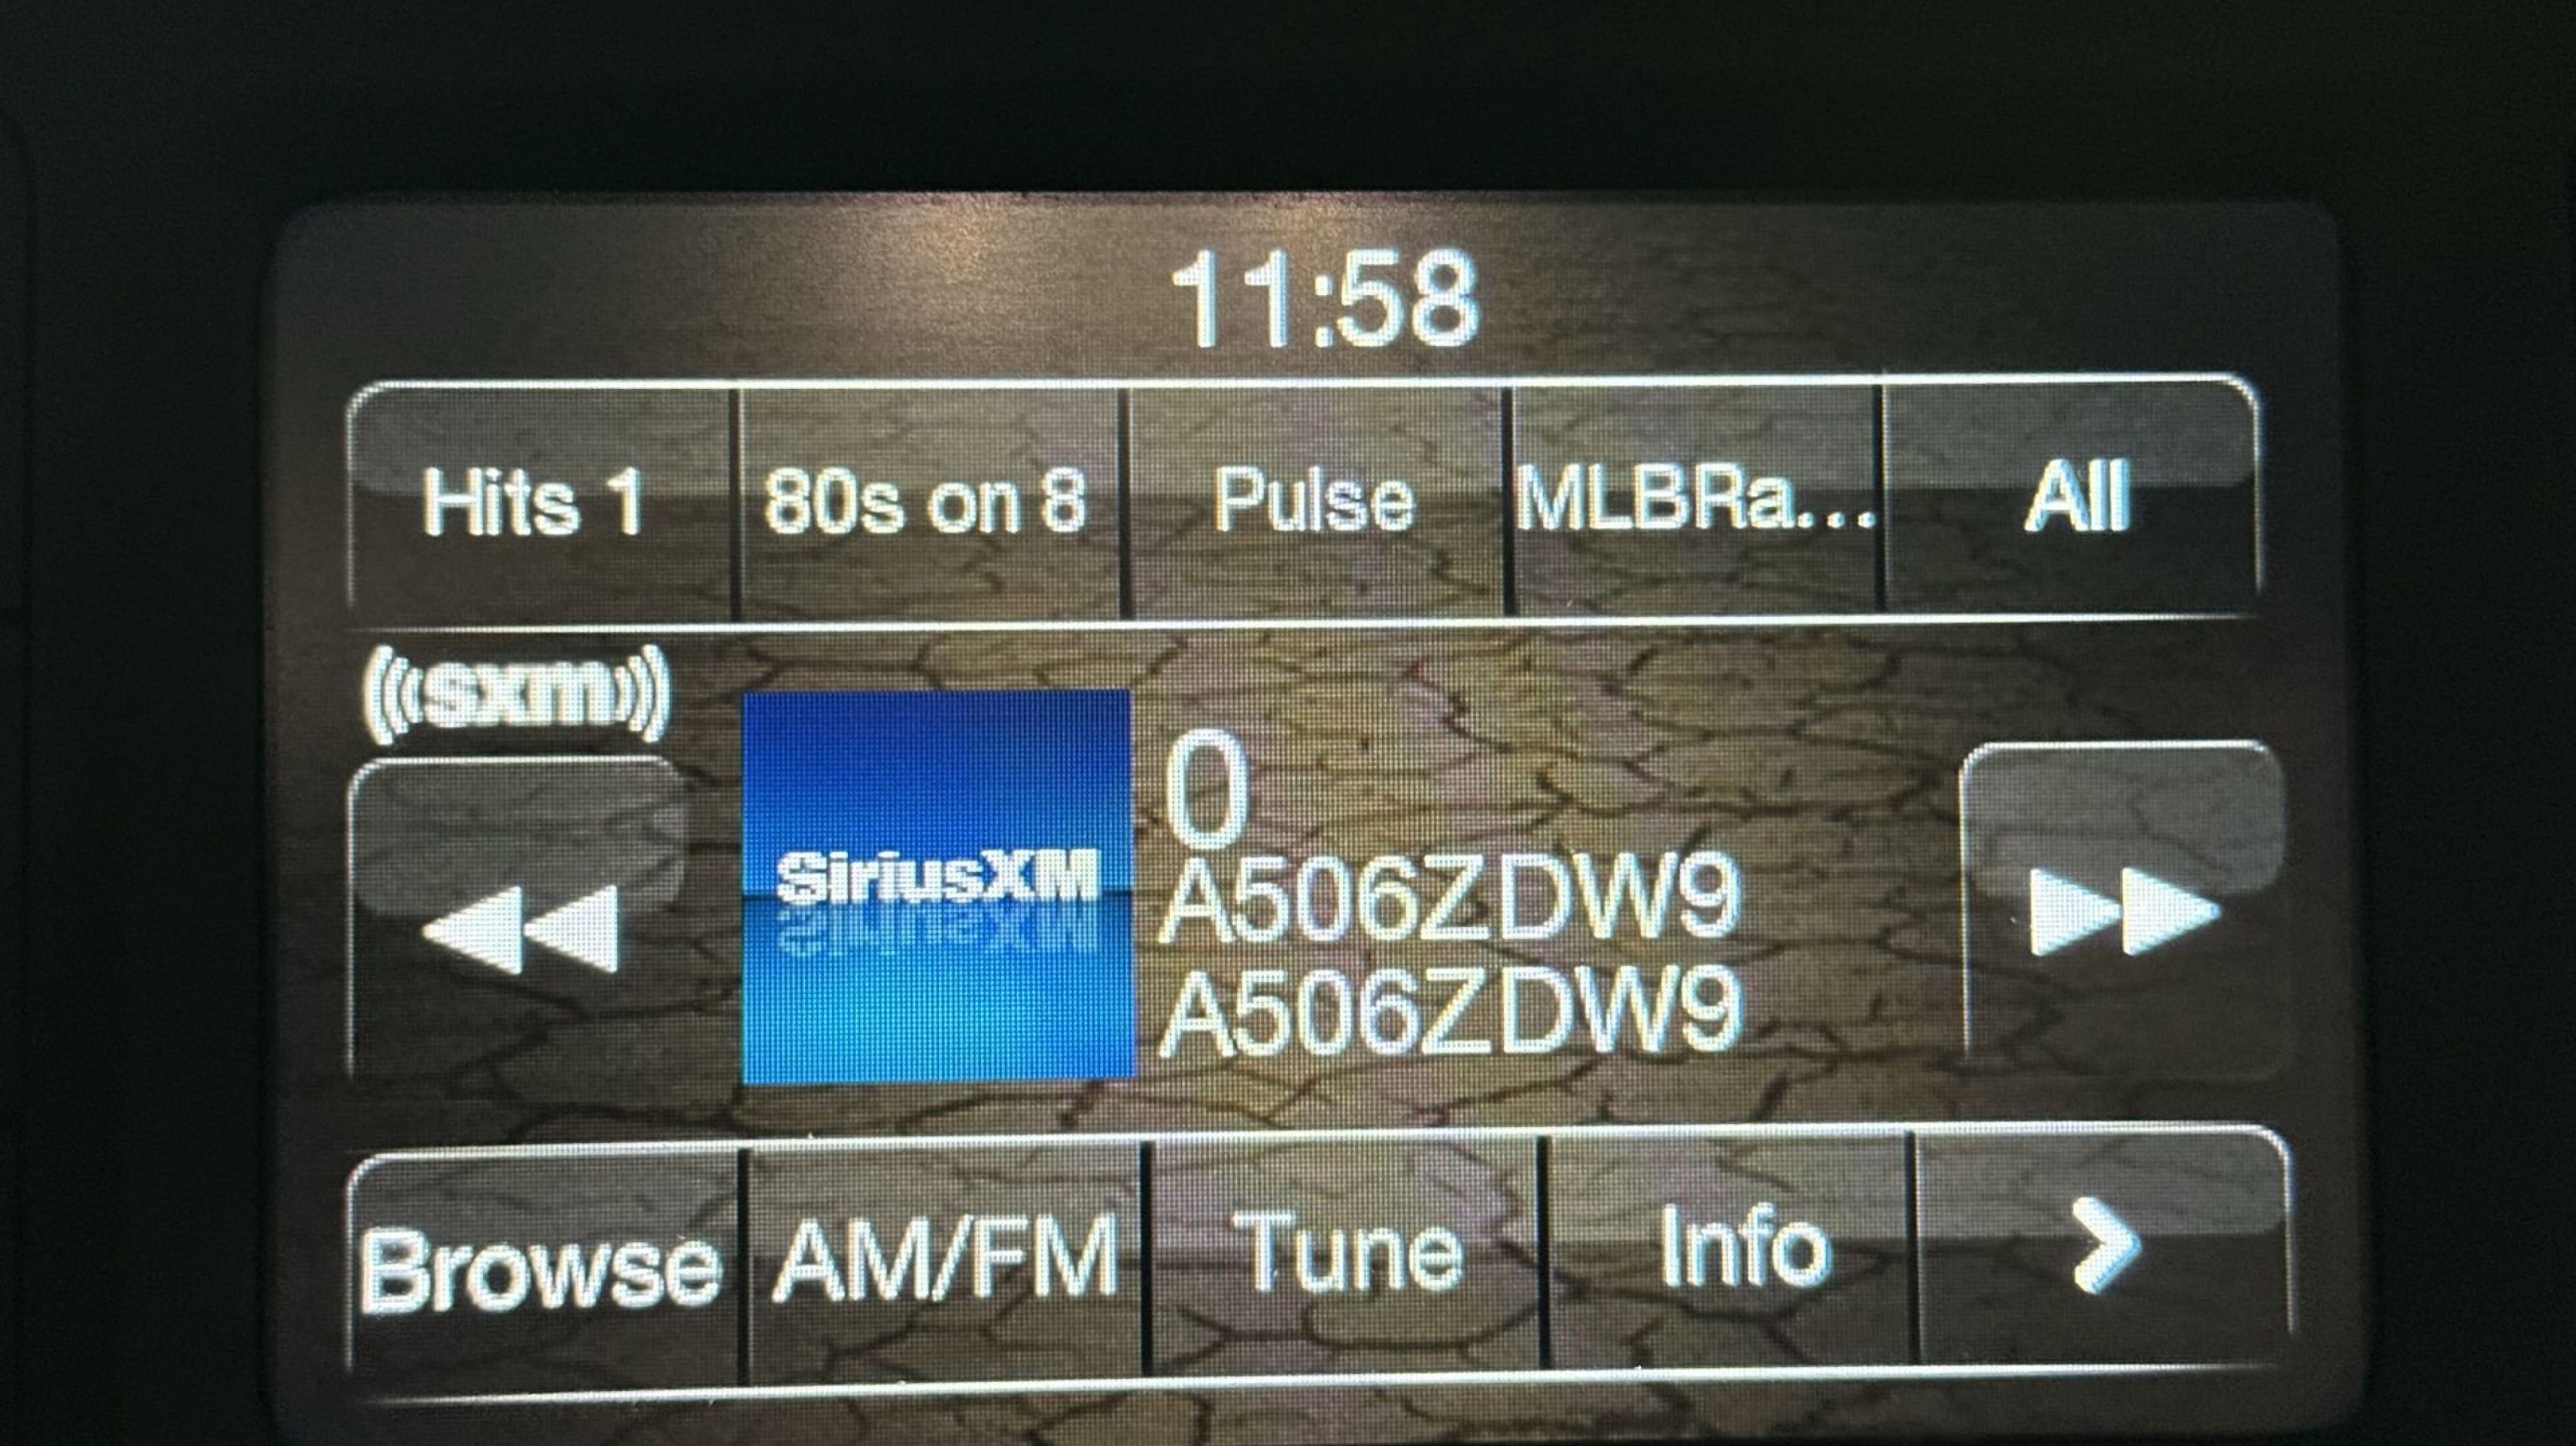 11:58
Hits 1 80s on 8 Pulse MLBRa... All
(((sxm)))
SiriusXM
0
A506ZDW9
A506ZDW9
Browse AM/FM Tune Info